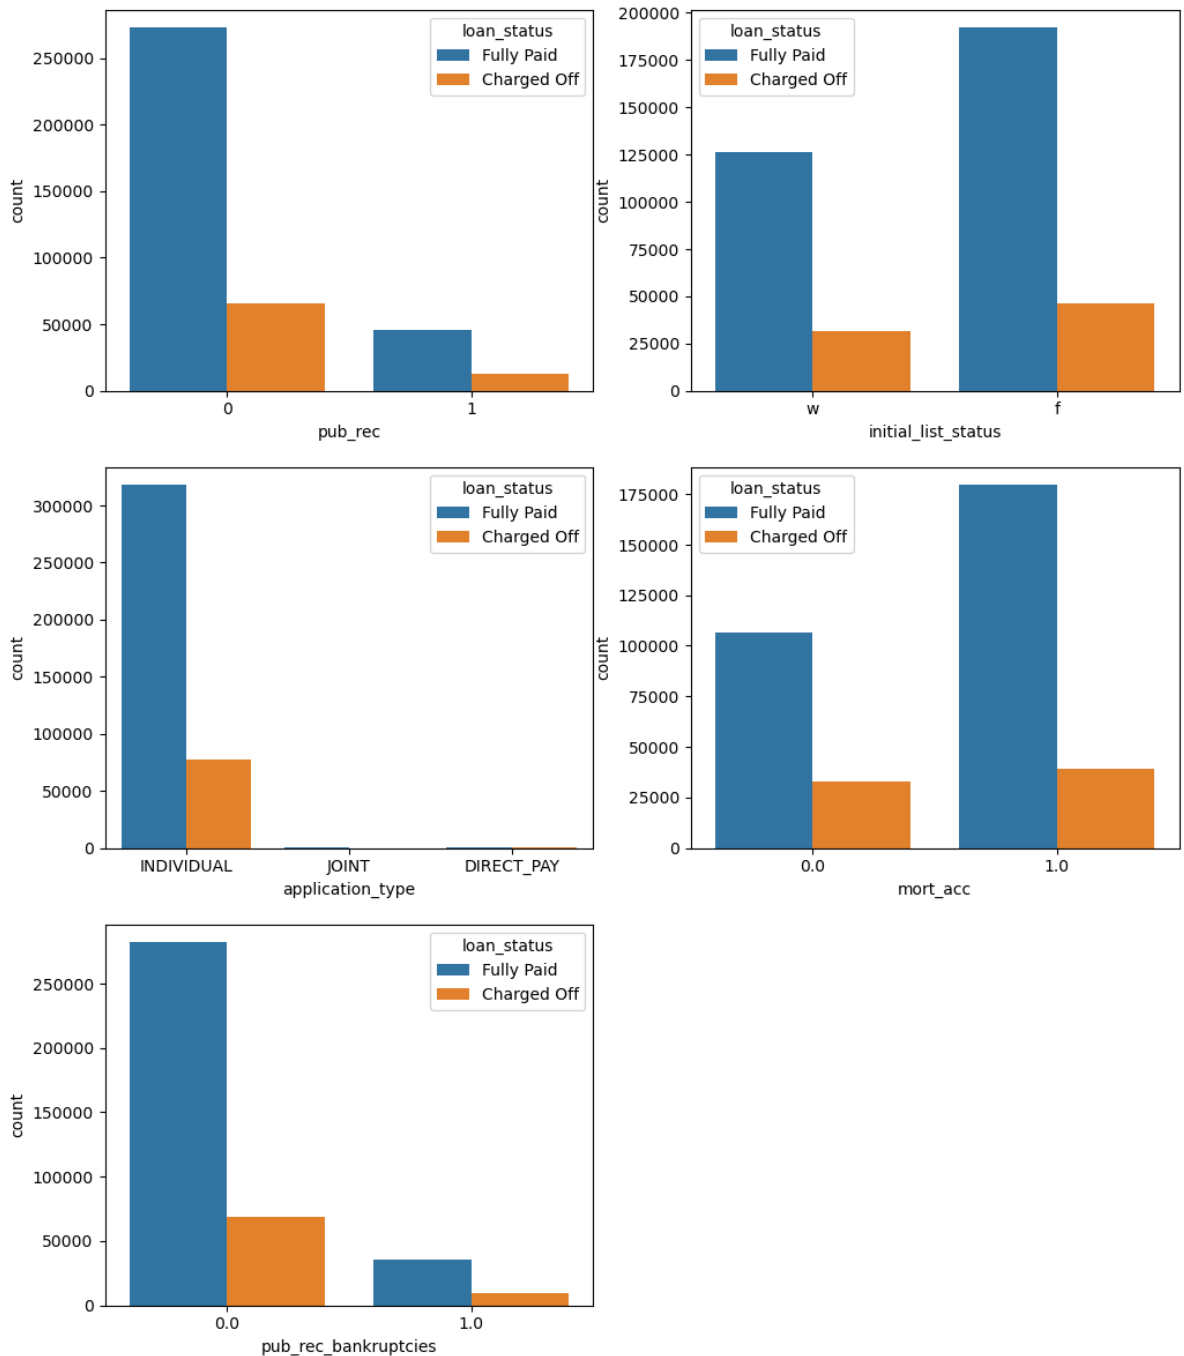 loan_status
Fully Paid
Charged Off
250000
200000
150000
100000
50000
0
count
0 1
pub_rec
loan_status
Fully Paid
Charged Off
200000
175000
150000
125000
100000
75000
50000
25000
0
count
w f
initial_list_status
loan_status
Fully Paid
Charged Off
300000
250000
200000
150000
100000
50000
0
count
INDIVIDUAL JOINT DIRECT_PAY
application_type
loan_status
Fully Paid
Charged Off
175000
150000
125000
100000
75000
50000
25000
0
count
0.0 1.0
mort_acc
loan_status
Fully Paid
Charged Off
250000
200000
150000
100000
50000
0
count
0.0 1.0
pub_rec_bankruptcies